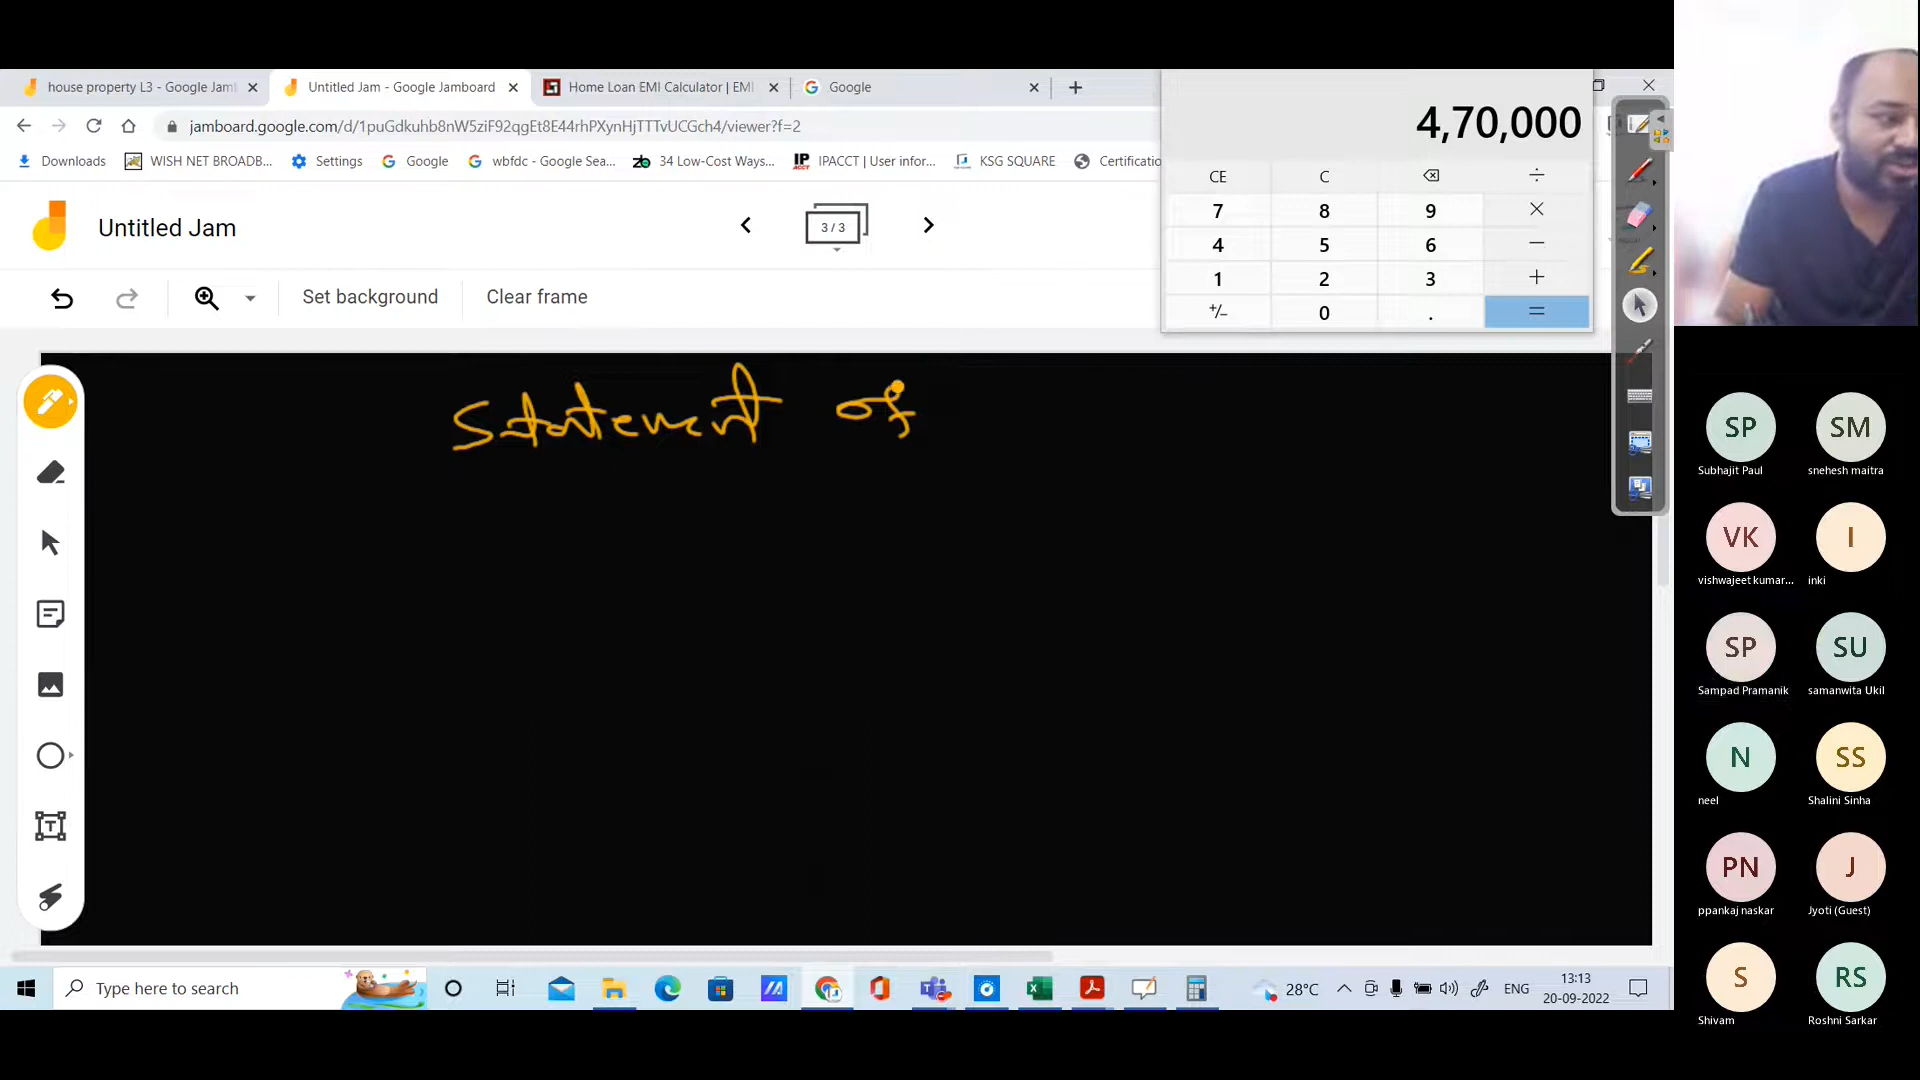 house property L3 - Google Jam
Untitled Jam - Google Jamboard
Home Loan EMI Calculator | EMI
Google
jamboard.google.com/d/1puGdkuhb8nW5ziF92qgEt8E44rhPXynHjTTTvUCGch4/viewer?f=2
Downloads
WISH NET BROADB...
Settings
Google
wbfdc - Google Sea...
34 Low-Cost Ways...
IPACCT | User infor...
KSG SQUARE
Certificatio
4,70,000
CE C ÷
7 8 9 ×
4 5 6 −
1 2 3 +
+/− 0 . =
Untitled Jam
3 / 3
Set background
Clear frame
Statement of
SP
Subhajit Paul
SM
snehesh maitra
VK
vishwajeet kumar...
I
inki
SP
Sampad Pramanik
SU
samanwita Ukil
N
neel
SS
Shalini Sinha
PN
ppankaj naskar
J
Jyoti (Guest)
S
Shivam
RS
Roshni Sarkar
Type here to search
28°C
ENG
13:13
20-09-2022